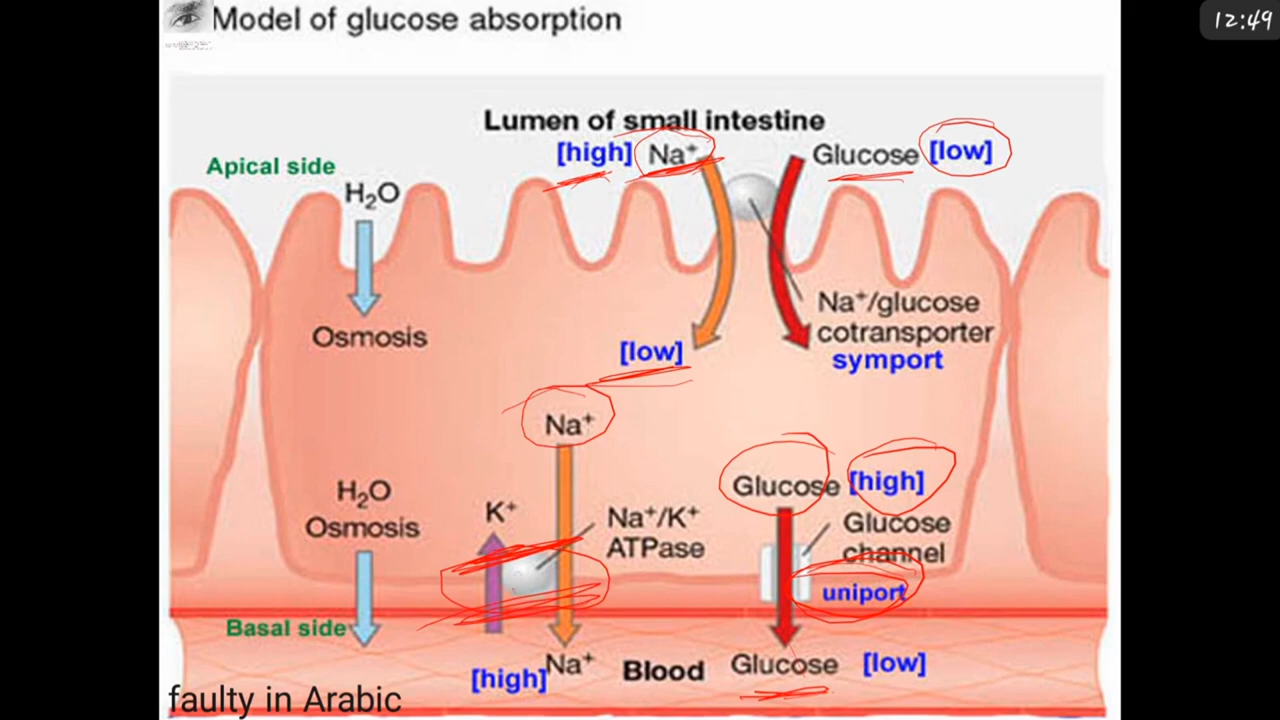 Model of glucose absorption
12:49
Lumen of small intestine
Apical side
[high] Na⁺
Glucose [low]
H₂O
Osmosis
Na⁺/glucose
cotransporter
symport
[low]
Na⁺
Glucose [high]
H₂O
Osmosis
K⁺
Na⁺/K⁺
ATPase
Glucose
channel
uniport
Basal side
[high] Na⁺
Blood
Glucose [low]
faulty in Arabic